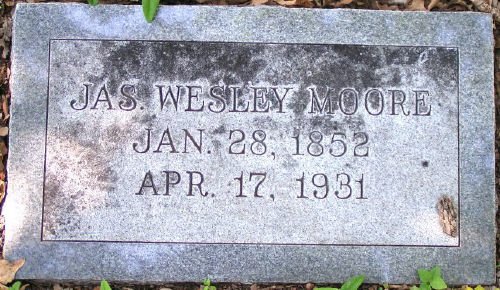 JAS. WESLEY MOORE
JAN. 28, 1852
APR. 17, 1931